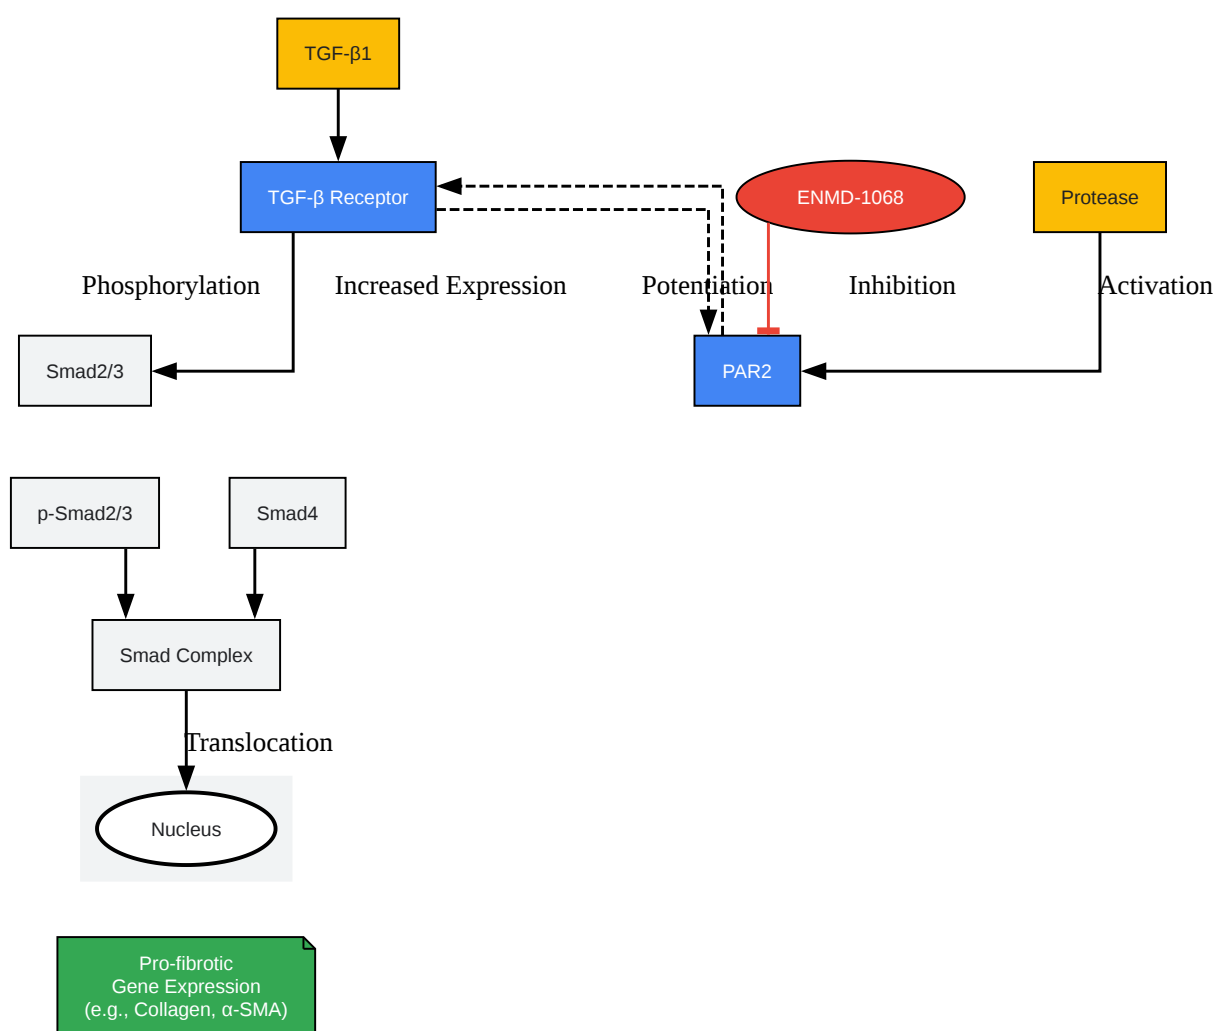 TGF-β1
TGF-β Receptor
ENMD-1068
Protease
Phosphorylation
Increased Expression
Potentiation
Inhibition
Activation
Smad2/3
PAR2
p-Smad2/3
Smad4
Smad Complex
Translocation
Nucleus
Pro-fibrotic
Gene Expression
(e.g., Collagen, α-SMA)